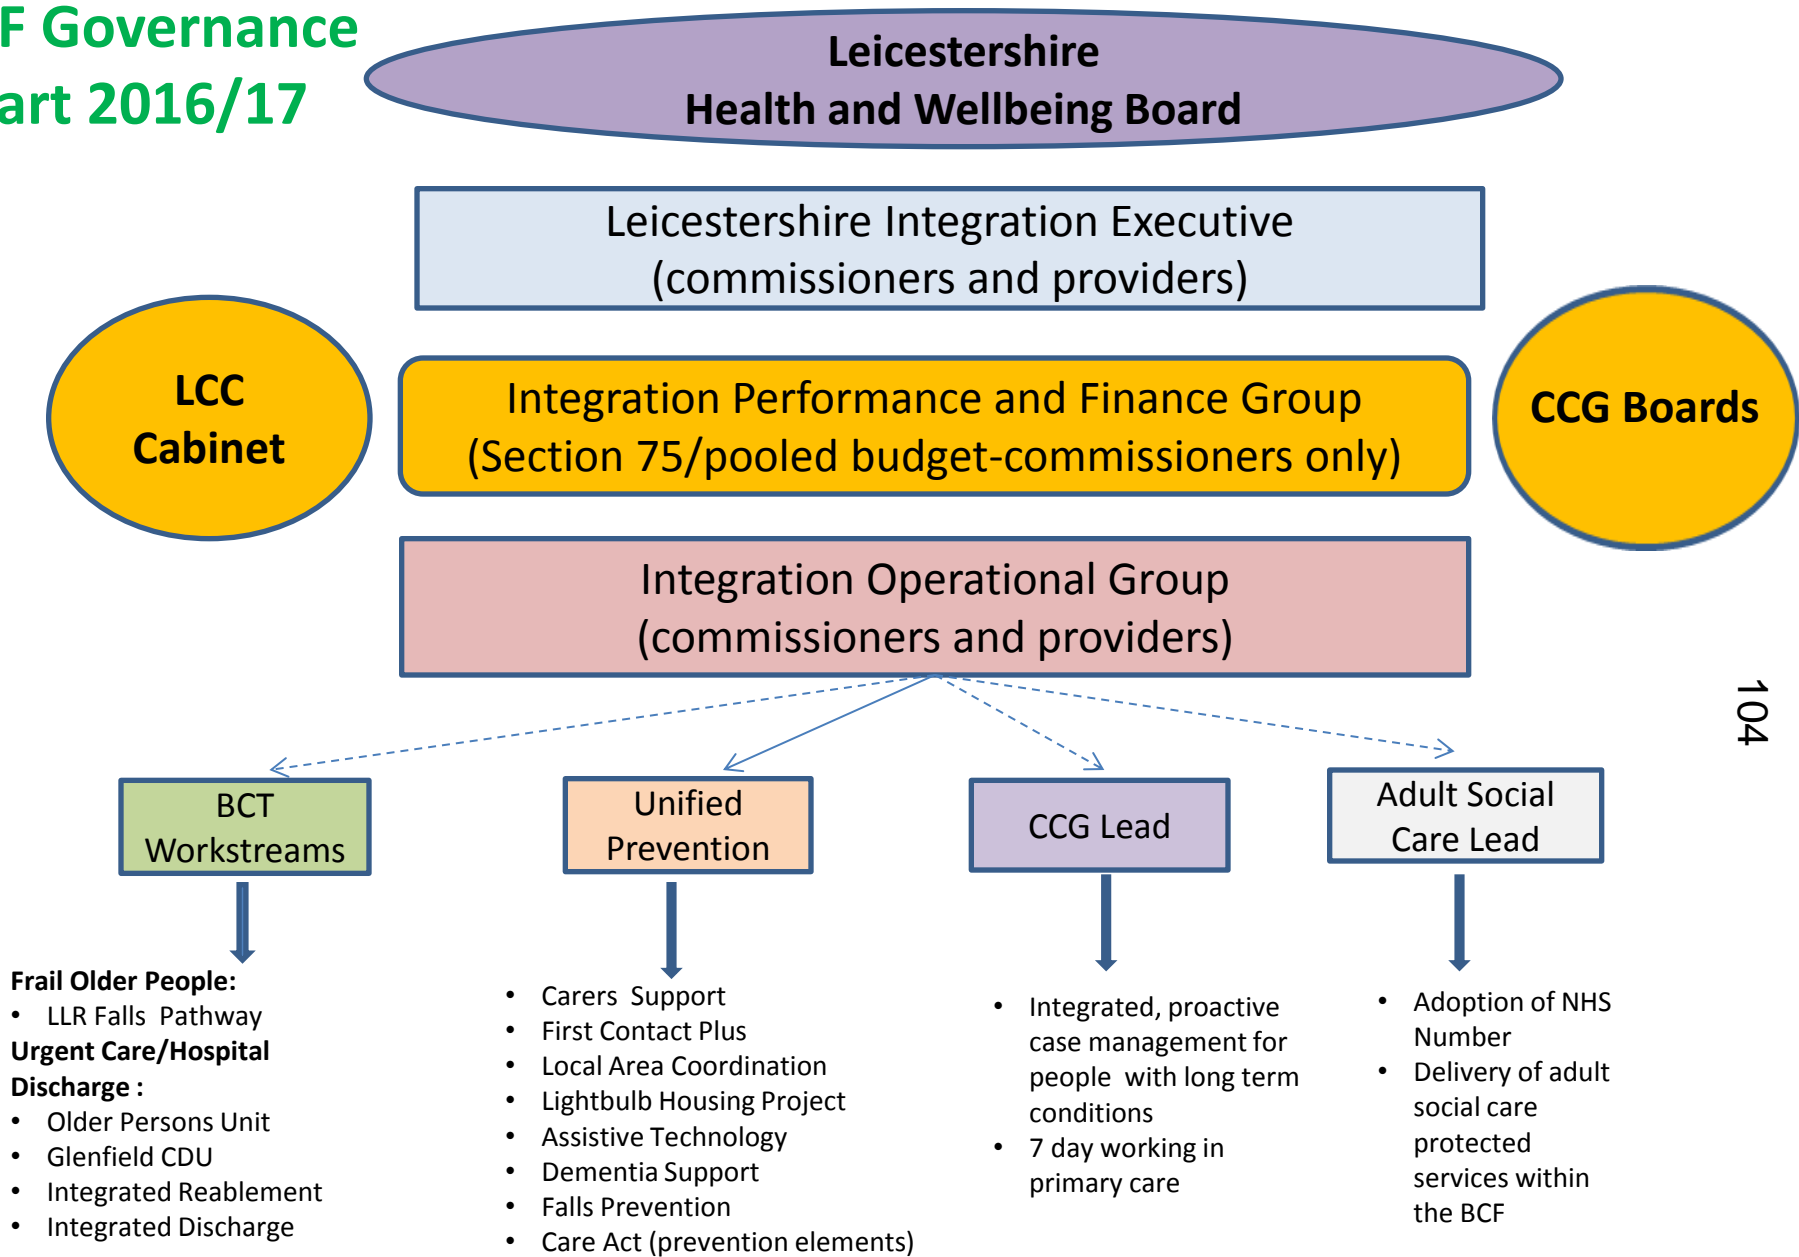 F Governance
art 2016/17
Leicestershire
Health and Wellbeing Board
Leicestershire Integration Executive
(commissioners and providers)
LCC
Cabinet
Integration Performance and Finance Group
(Section 75/pooled budget-commissioners only)
CCG Boards
Integration Operational Group
(commissioners and providers)
104
BCT
Workstreams
Unified
Prevention
CCG Lead
Adult Social
Care Lead
Frail Older People:
• LLR Falls Pathway
Urgent Care/Hospital
Discharge :
• Older Persons Unit
• Glenfield CDU
• Integrated Reablement
• Integrated Discharge
• Carers Support
• First Contact Plus
• Local Area Coordination
• Lightbulb Housing Project
• Assistive Technology
• Dementia Support
• Falls Prevention
• Care Act (prevention elements)
• Integrated, proactive
case management for
people with long term
conditions
• 7 day working in
primary care
• Adoption of NHS
Number
• Delivery of adult
social care
protected
services within
the BCF